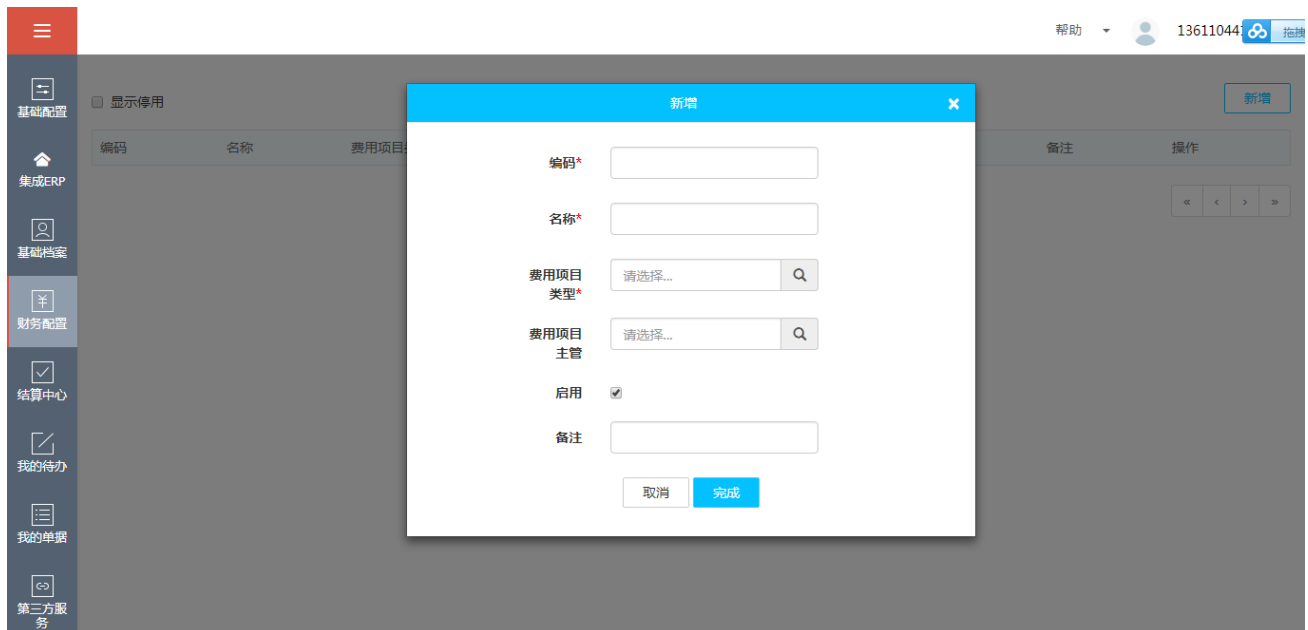 帮助
13611044
拖拽
基础配置
集成ERP
基础档案
财务配置
结算中心
我的待办
我的单据
第三方服
务
显示停用
新增
编码
名称
费用项目
备注
操作
«
‹
›
»
新增
×
编码*
名称*
费用项目
类型*
请选择...
费用项目
主管
请选择...
启用
备注
取消
完成